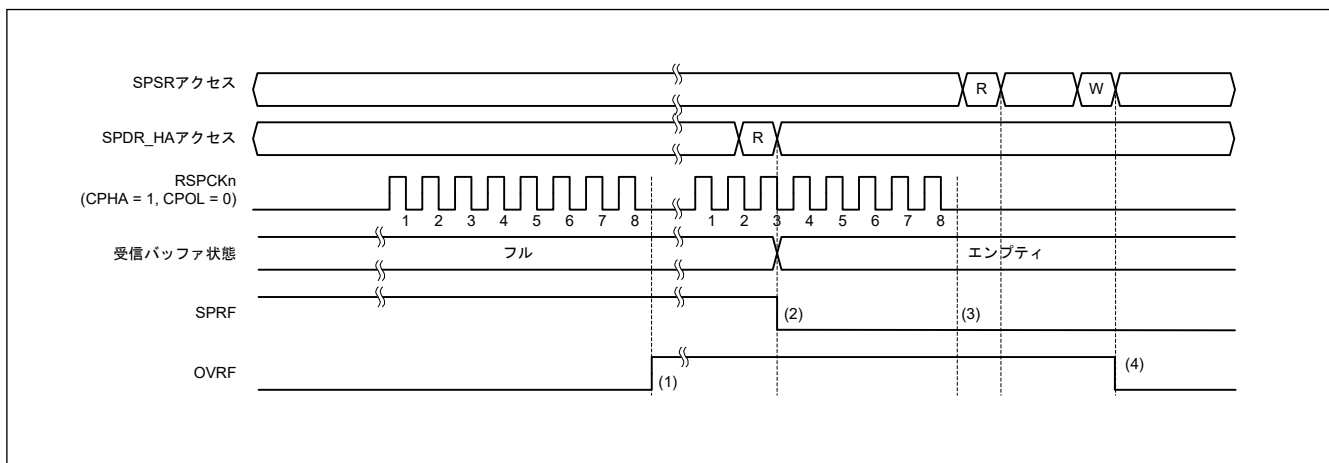 SPSRアクセス
R
W
SPDR_HAアクセス
R
RSPCKn
(CPHA = 1, CPOL = 0)
1 2 3 4 5 6 7 8 1 2 3 4 5 6 7 8
受信バッファ状態
フル
エンプティ
SPRF
(2)
(3)
OVRF
(1)
(4)